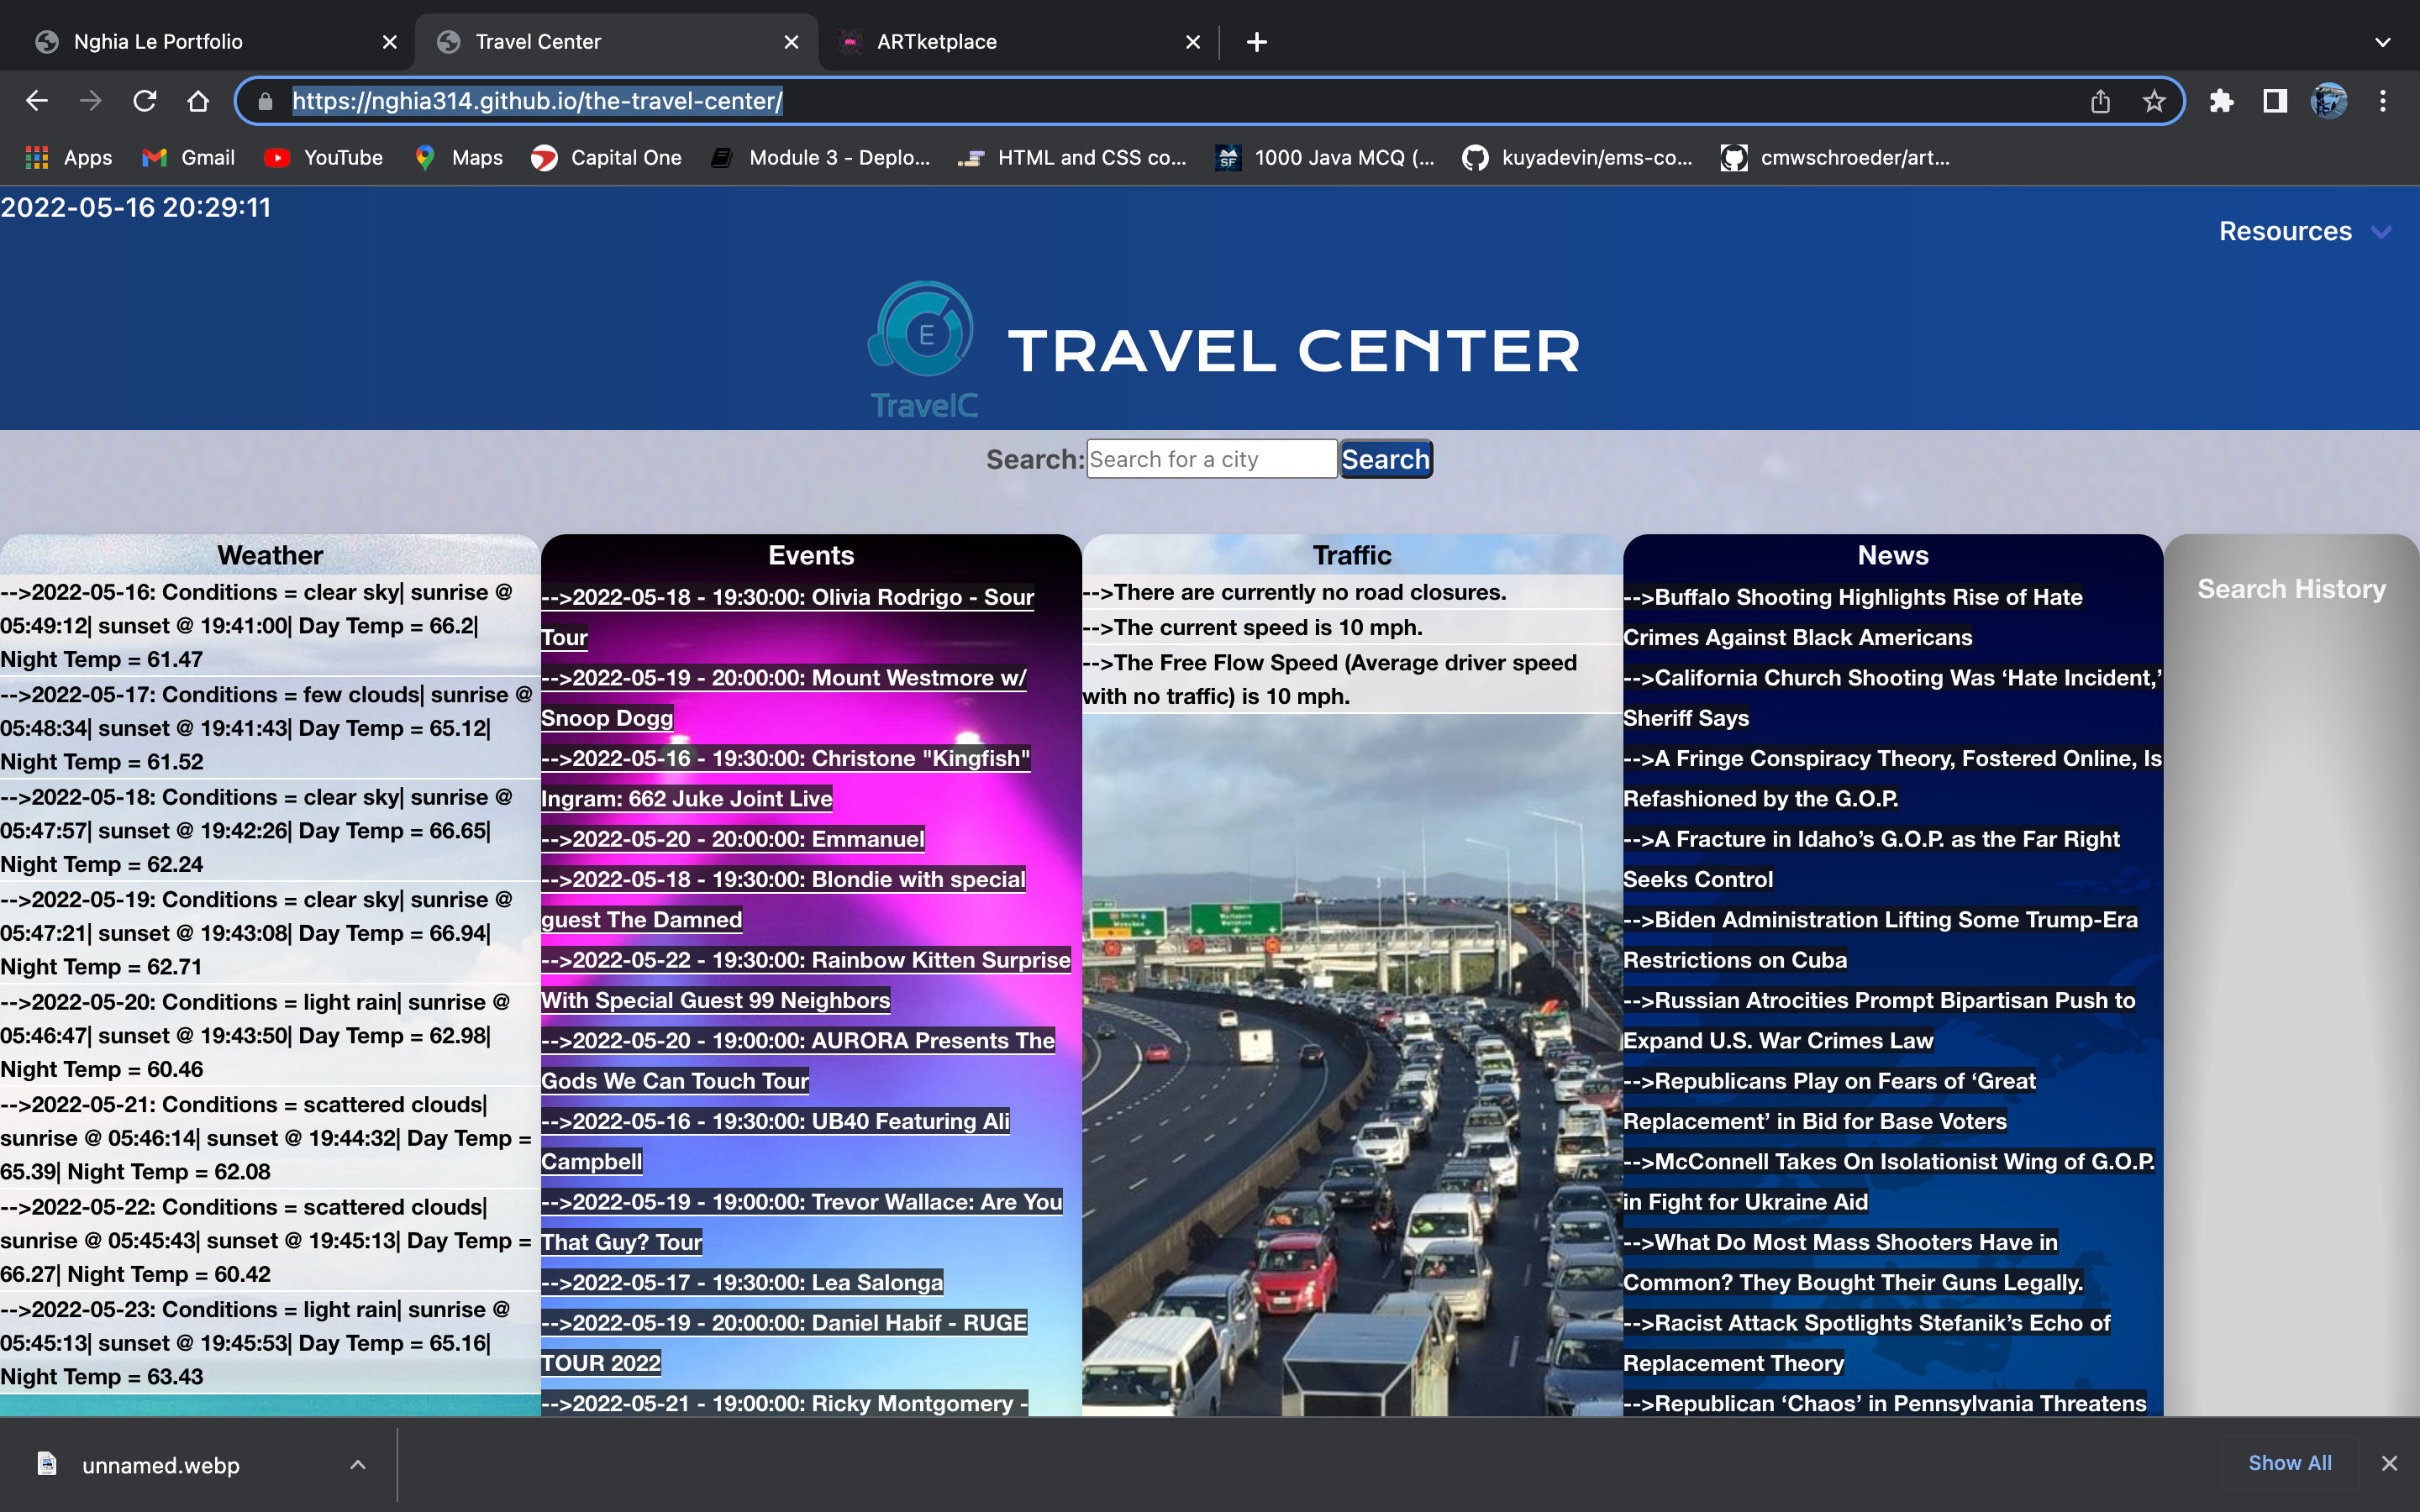 Nghia Le Portfolio
Travel Center
ARTketplace
https://nghia314.github.io/the-travel-center/
Apps
Gmail
YouTube
Maps
Capital One
Module 3 - Deplo...
HTML and CSS co...
1000 Java MCQ (...
kuyadevin/ems-co...
cmwschroeder/art...
2022-05-16 20:29:11
Resources
E
TravelC
TRAVEL CENTER
Search:
Search for a city
Search
Weather
-->2022-05-16: Conditions = clear sky| sunrise @
05:49:12| sunset @ 19:41:00| Day Temp = 66.2|
Night Temp = 61.47
-->2022-05-17: Conditions = few clouds| sunrise @
05:48:34| sunset @ 19:41:43| Day Temp = 65.12|
Night Temp = 61.52
-->2022-05-18: Conditions = clear sky| sunrise @
05:47:57| sunset @ 19:42:26| Day Temp = 66.65|
Night Temp = 62.24
-->2022-05-19: Conditions = clear sky| sunrise @
05:47:21| sunset @ 19:43:08| Day Temp = 66.94|
Night Temp = 62.71
-->2022-05-20: Conditions = light rain| sunrise @
05:46:47| sunset @ 19:43:50| Day Temp = 62.98|
Night Temp = 60.46
-->2022-05-21: Conditions = scattered clouds|
sunrise @ 05:46:14| sunset @ 19:44:32| Day Temp =
65.39| Night Temp = 62.08
-->2022-05-22: Conditions = scattered clouds|
sunrise @ 05:45:43| sunset @ 19:45:13| Day Temp =
66.27| Night Temp = 60.42
-->2022-05-23: Conditions = light rain| sunrise @
05:45:13| sunset @ 19:45:53| Day Temp = 65.16|
Night Temp = 63.43
Events
-->2022-05-18 - 19:30:00: Olivia Rodrigo - Sour
Tour
-->2022-05-19 - 20:00:00: Mount Westmore w/
Snoop Dogg
-->2022-05-16 - 19:30:00: Christone "Kingfish"
Ingram: 662 Juke Joint Live
-->2022-05-20 - 20:00:00: Emmanuel
-->2022-05-18 - 19:30:00: Blondie with special
guest The Damned
-->2022-05-22 - 19:30:00: Rainbow Kitten Surprise
With Special Guest 99 Neighbors
-->2022-05-20 - 19:00:00: AURORA Presents The
Gods We Can Touch Tour
-->2022-05-16 - 19:30:00: UB40 Featuring Ali
Campbell
-->2022-05-19 - 19:00:00: Trevor Wallace: Are You
That Guy? Tour
-->2022-05-17 - 19:30:00: Lea Salonga
-->2022-05-19 - 20:00:00: Daniel Habif - RUGE
TOUR 2022
-->2022-05-21 - 19:00:00: Ricky Montgomery -
Traffic
-->There are currently no road closures.
-->The current speed is 10 mph.
-->The Free Flow Speed (Average driver speed
with no traffic) is 10 mph.
News
-->Buffalo Shooting Highlights Rise of Hate
Crimes Against Black Americans
-->California Church Shooting Was ‘Hate Incident,’
Sheriff Says
-->A Fringe Conspiracy Theory, Fostered Online, Is
Refashioned by the G.O.P.
-->A Fracture in Idaho’s G.O.P. as the Far Right
Seeks Control
-->Biden Administration Lifting Some Trump-Era
Restrictions on Cuba
-->Russian Atrocities Prompt Bipartisan Push to
Expand U.S. War Crimes Law
-->Republicans Play on Fears of ‘Great
Replacement’ in Bid for Base Voters
-->McConnell Takes On Isolationist Wing of G.O.P.
in Fight for Ukraine Aid
-->What Do Most Mass Shooters Have in
Common? They Bought Their Guns Legally.
-->Racist Attack Spotlights Stefanik’s Echo of
Replacement Theory
-->Republican ‘Chaos’ in Pennsylvania Threatens
Search History
unnamed.webp
Show All